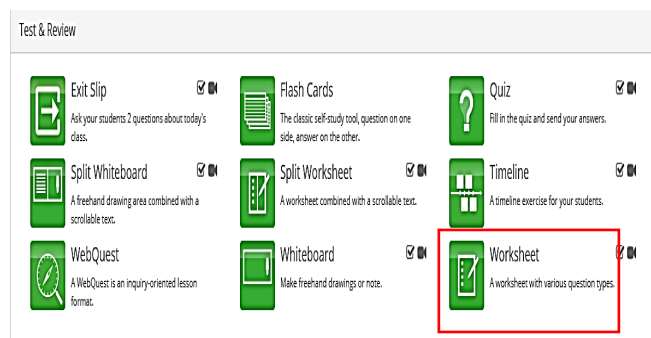 Test & Review
Exit Slip
Ask your students 2 questions about today's
class.
Flash Cards
The classic self-study tool, question on one
side, answer on the other.
Quiz
Fill in the quiz and send your answers.
Split Whiteboard
A freehand drawing area combined with a
scrollable text.
Split Worksheet
A worksheet combined with a scrollable text.
Timeline
A timeline exercise for your students.
WebQuest
A WebQuest is an inquiry-oriented lesson
format.
Whiteboard
Make freehand drawings or note.
Worksheet
A worksheet with various question types.